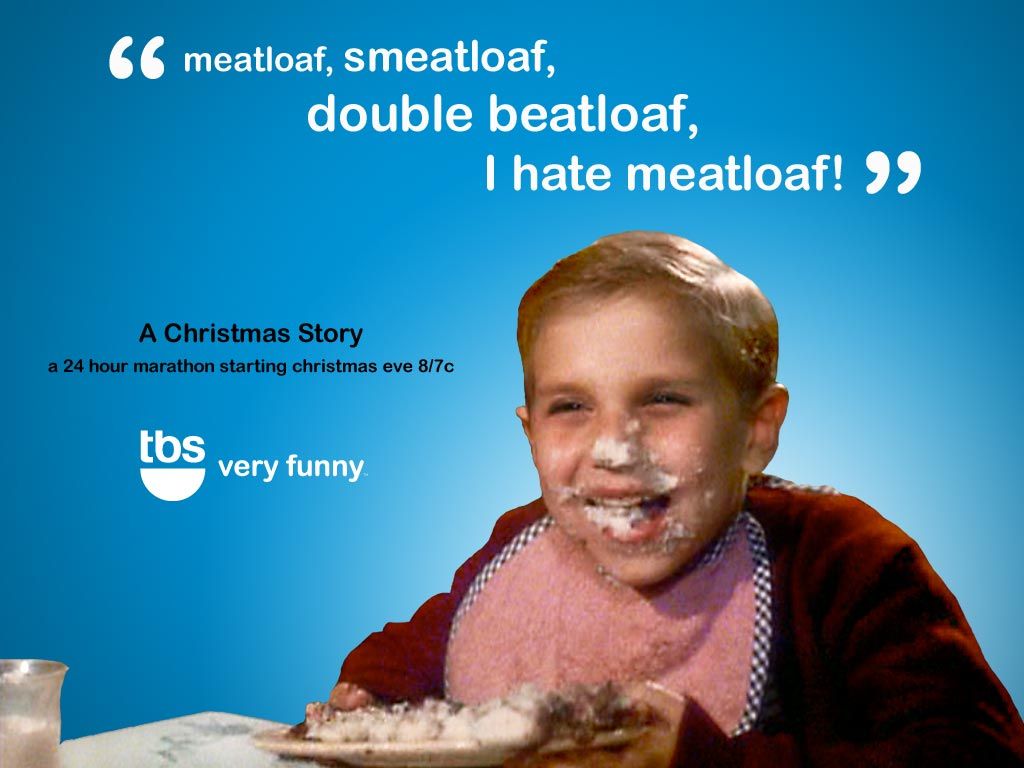 “ meatloaf, smeatloaf,
double beatloaf,
I hate meatloaf! ”
A Christmas Story
a 24 hour marathon starting christmas eve 8/7c
tbs very funny